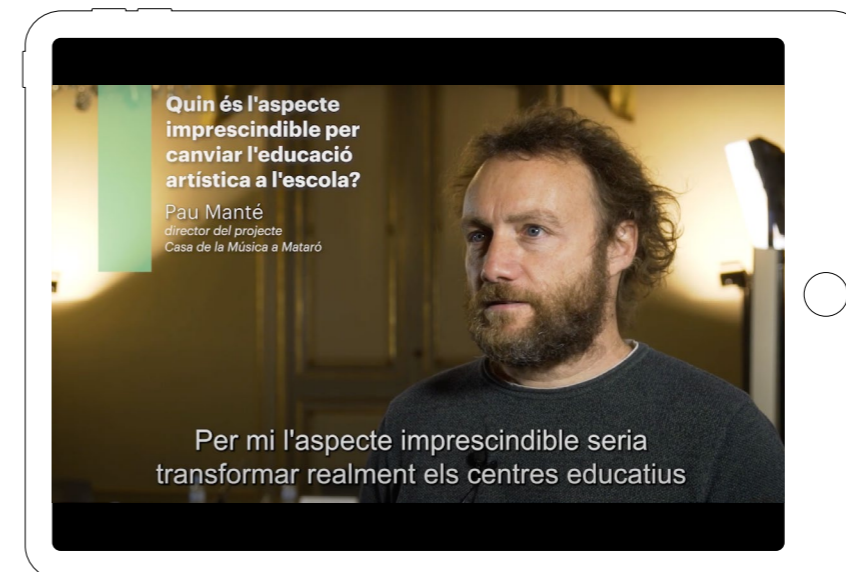 Quin és l'aspecte
imprescindible per
canviar l'educació
artística a l'escola?
Pau Manté
director del projecte
Casa de la Música a Mataró
Per mi l'aspecte imprescindible seria
transformar realment els centres educatius